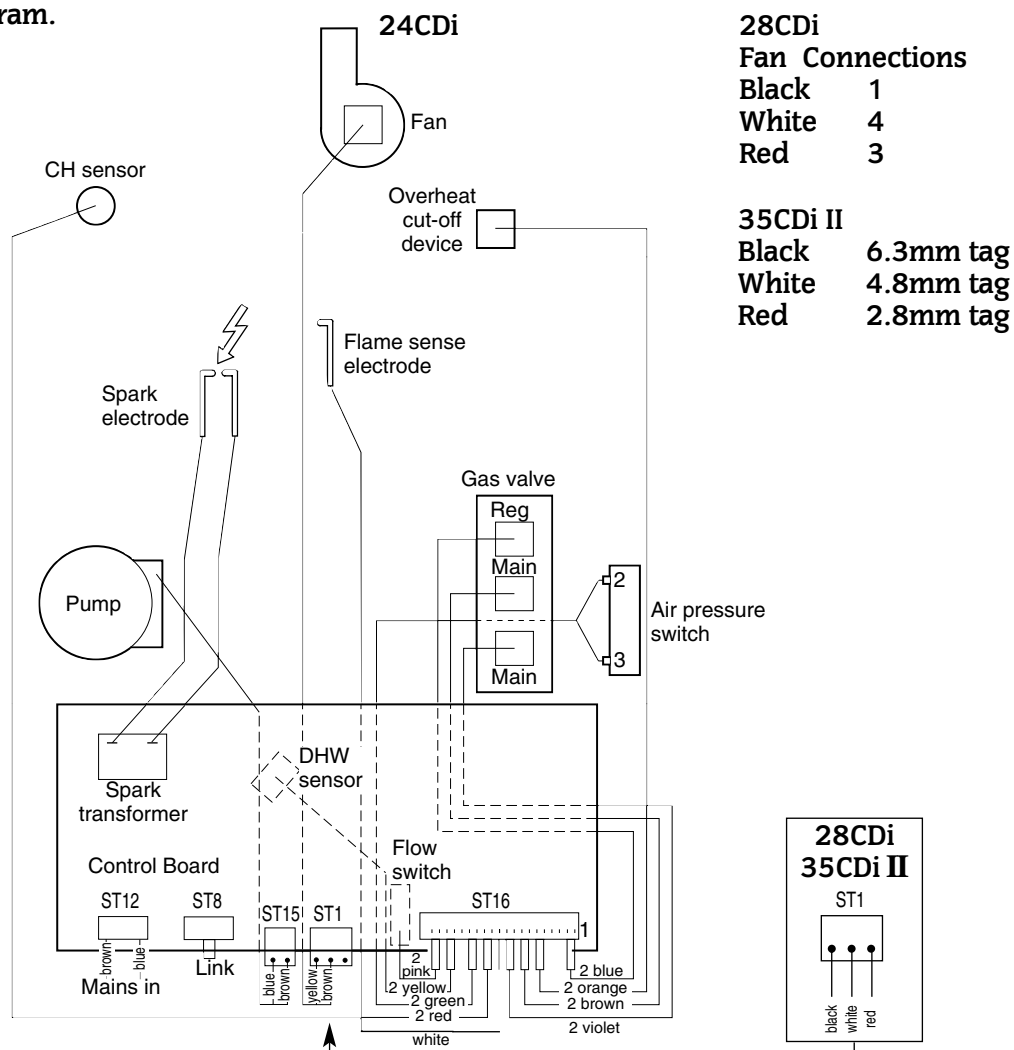 ram.
24CDi
28CDi
Fan Connections
Black 1
White 4
Red 3
35CDi II
Black 6.3mm tag
White 4.8mm tag
Red 2.8mm tag
Fan
CH sensor
Overheat
cut-off
device
Flame sense
electrode
Spark
electrode
Gas valve
Reg
Main
Main
2
3
Air pressure
switch
Pump
DHW
sensor
Spark
transformer
Control Board
Flow
switch
ST12
ST8
ST15
ST1
ST16
1
brown
blue
Mains in
Link
blue
brown
yellow
brown
2
pink
2 yellow
2 green
2 red
white
2 blue
2 orange
2 brown
2 violet
28CDi
35CDi II
ST1
black
white
red